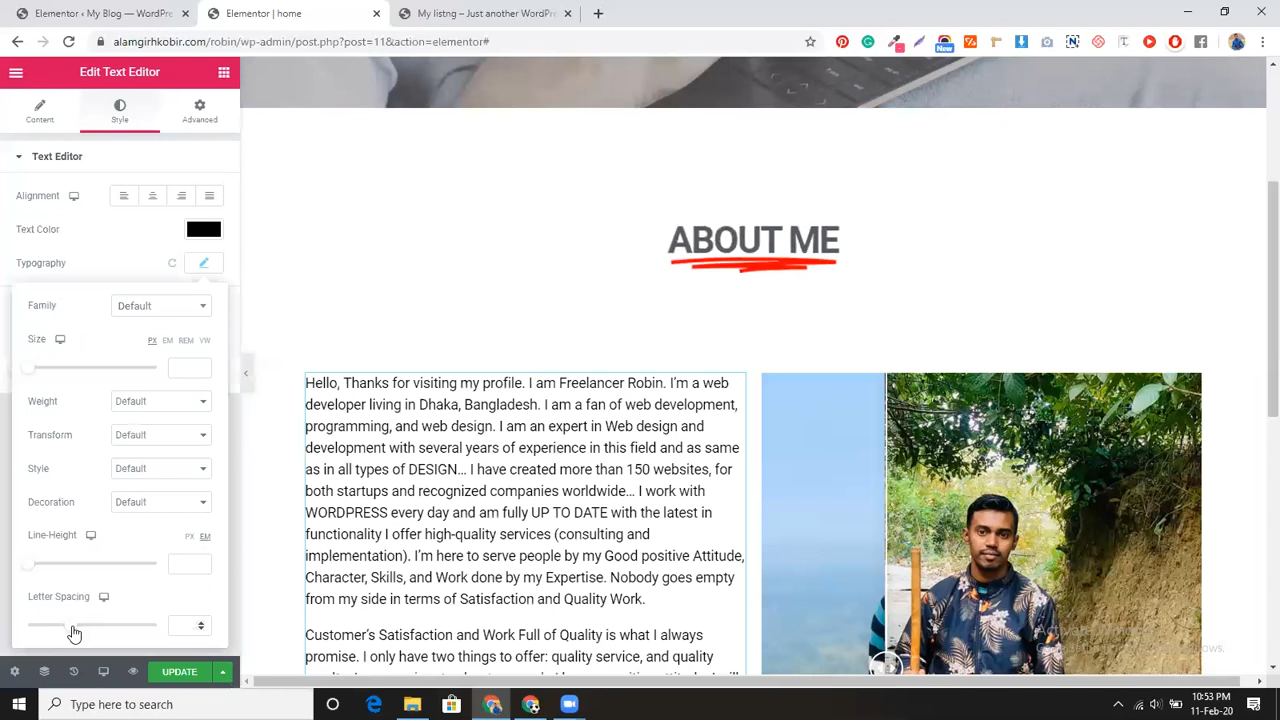 Elementor ‹ My WordPress
Elementor | home
My listng – Just another WordPre
alamgirhkobir.com/robin/wp-admin/post.php?post=11&action=elementor#
New
Edit Text Editor
Content
Style
Advanced
Text Editor
Alignment
Text Color
Typography
Family
Default
Size
PX EM REM VW
Weight
Default
Transform
Default
Style
Default
Decoration
Default
Line-Height
PX EM
Letter Spacing
UPDATE
ABOUT ME
Hello, Thanks for visiting my profile. I am Freelancer Robin. I’m a web
developer living in Dhaka, Bangladesh. I am a fan of web development,
programming, and web design. I am an expert in Web design and
development with several years of experience in this field and as same
as in all types of DESIGN… I have created more than 150 websites, for
both startups and recognized companies worldwide… I work with
WORDPRESS every day and am fully UP TO DATE with the latest in
functionality I offer high-quality services (consulting and
implementation). I’m here to serve people by my Good positive Attitude,
Character, Skills, and Work done by my Expertise. Nobody goes empty
from my side in terms of Satisfaction and Quality Work.
Customer’s Satisfaction and Work Full of Quality is what I always
promise. I only have two things to offer: quality service, and quality
Type here to search
10:53 PM
11-Feb-20